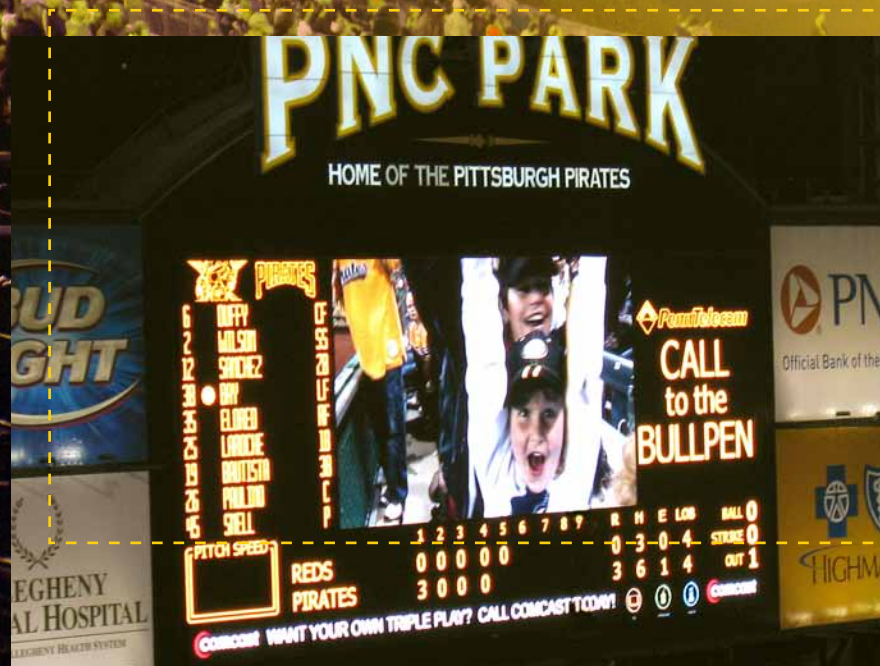 PNC PARK
HOME OF THE PITTSBURGH PIRATES
BUD
GHT
PIRATES
6 DUFFY CF
2 WILSON SS
12 SANCHEZ 2B
38 BAY LF
35 ELDRED RF
25 LAROCHE 1B
19 BAUTISTA 3B
26 PAULINO C
45 SNELL P
PennTelecom
CALL
to the
BULLPEN
PN
Official Bank of the
HIGHM
EGHENY
AL HOSPITAL
LLEGHENY HEALTH SYSTEM
PITCH SPEED
1 2 3 4 5 6 7 8 9 R H E LOB
REDS 0 0 0 0 0 0 3 0 4
PIRATES 3 0 0 0 3 6 1 4
BALL 0
STRIKE 0
OUT 1
comcast WANT YOUR OWN TRIPLE PLAY? CALL COMCAST TODAY! comcast